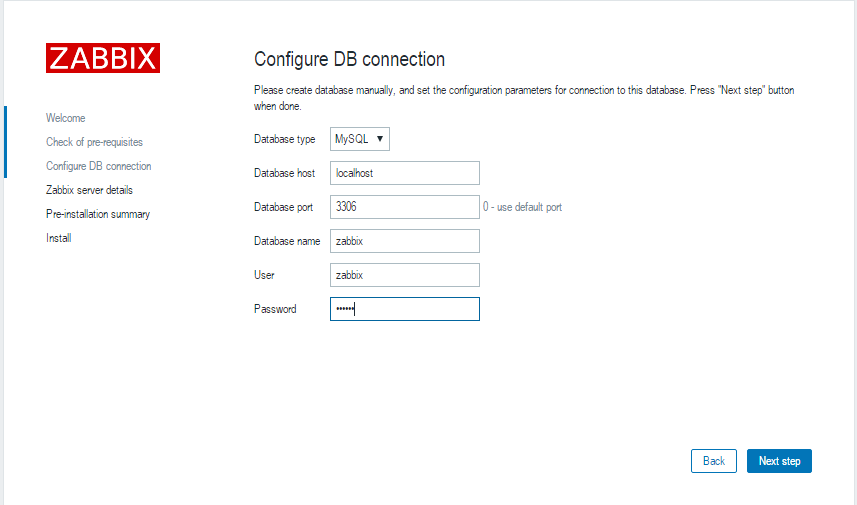 ZABBIX
Configure DB connection
Please create database manually, and set the configuration parameters for connection to this database. Press "Next step" button
when done.
Welcome
Check of pre-requisites
Configure DB connection
Zabbix server details
Pre-installation summary
Install
Database type MySQL ▼
Database host localhost
Database port 3306 0 - use default port
Database name zabbix
User zabbix
Password ••••••
Back Next step